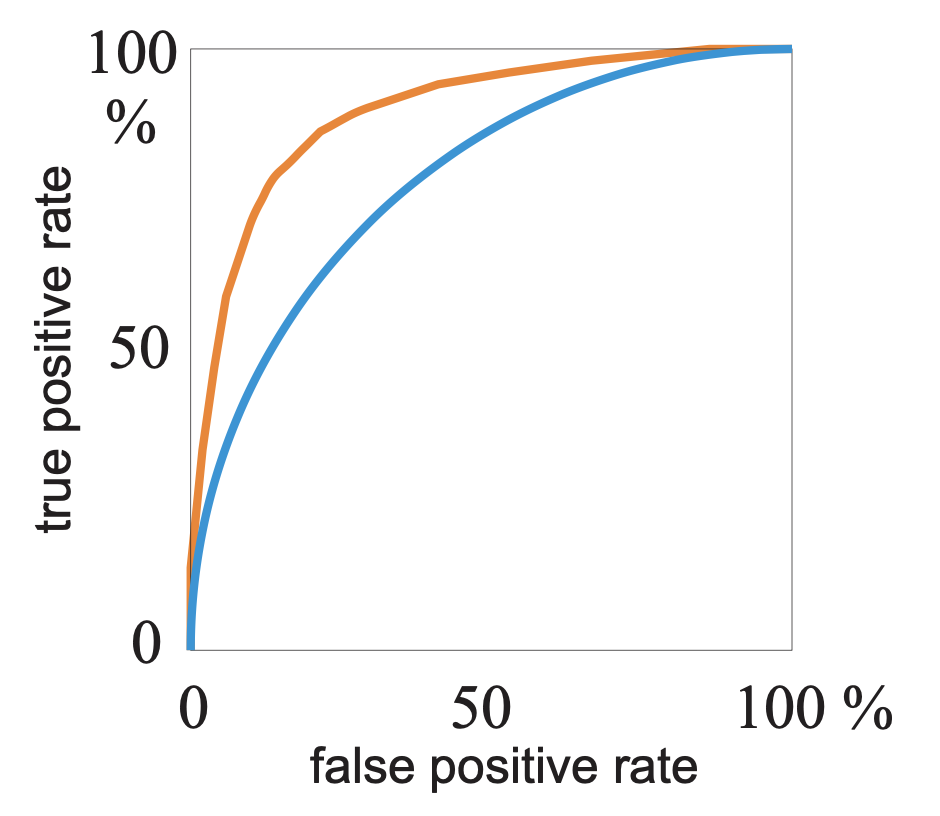 100
%
true positive rate
50
0
0 50 100 %
false positive rate